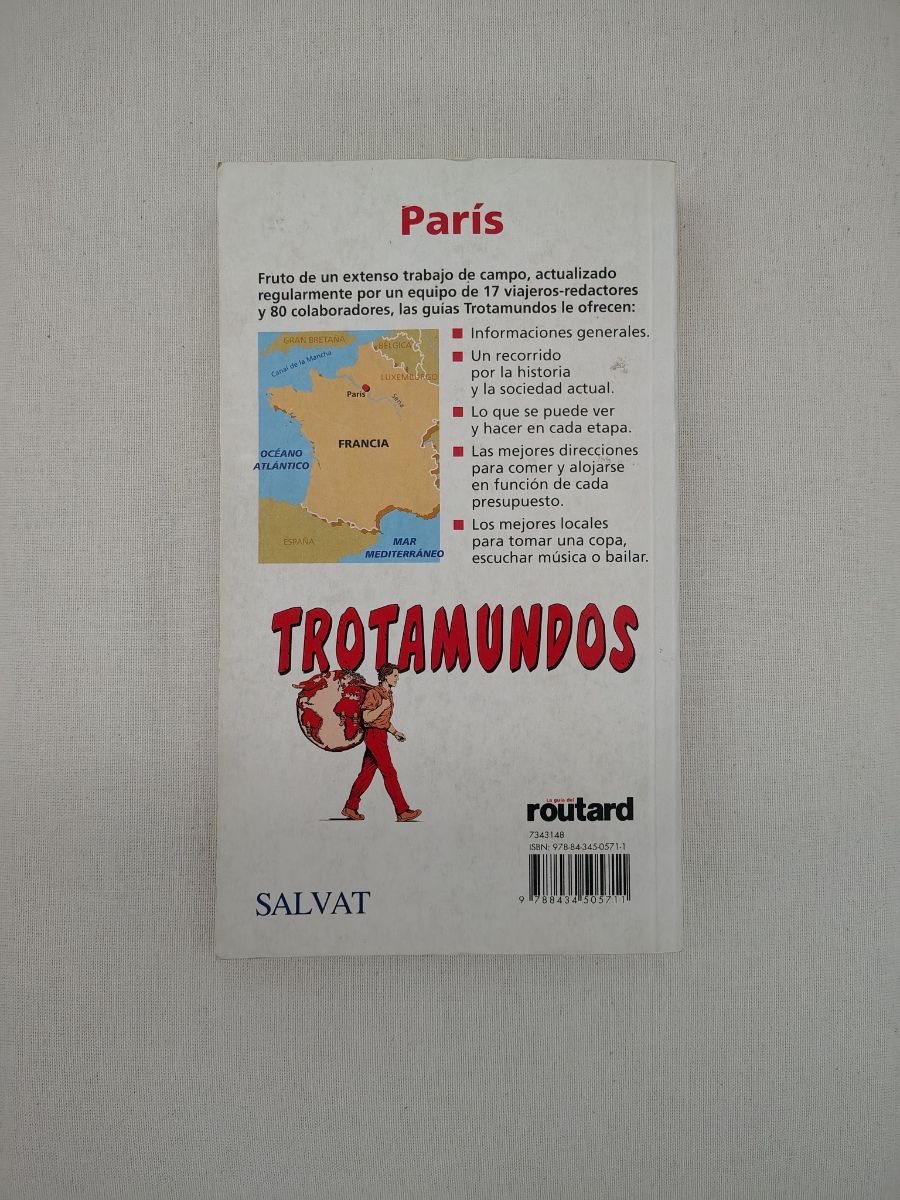 París
Fruto de un extenso trabajo de campo, actualizado
regularmente por un equipo de 17 viajeros-redactores
y 80 colaboradores, las guías Trotamundos le ofrecen:
GRAN BRETAÑA
BÉLGICA
Canal de la Mancha
LUXEMBURGO
París
Sena
FRANCIA
OCÉANO
ATLÁNTICO
ESPAÑA
MAR
MEDITERRÁNEO
Informaciones generales.
Un recorrido
por la historia
y la sociedad actual.
Lo que se puede ver
y hacer en cada etapa.
Las mejores direcciones
para comer y alojarse
en función de cada
presupuesto.
Los mejores locales
para tomar una copa,
escuchar música o bailar.
TROTAMUNDOS
La guía del
routard
7343148
ISBN: 978-84-345-0571-1
9 788434 505711
SALVAT